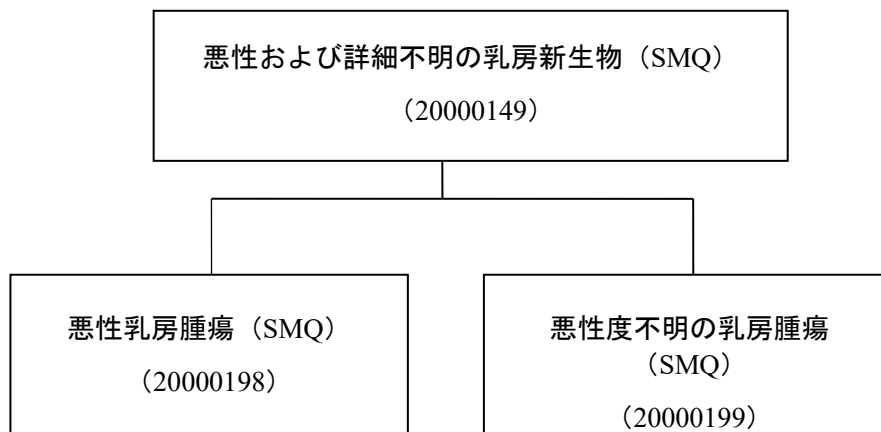 悪性および詳細不明の乳房新生物（SMQ）
（20000149）
悪性乳房腫瘍（SMQ）
（20000198）
悪性度不明の乳房腫瘍
（SMQ）
（20000199）